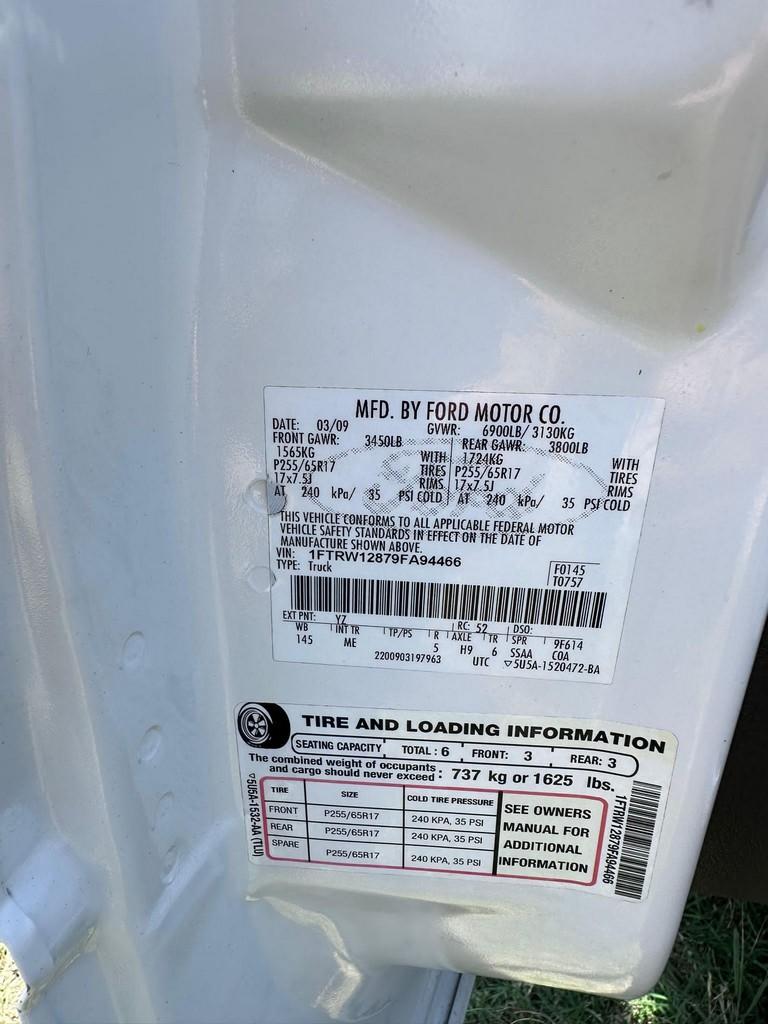 MFD. BY FORD MOTOR CO.
DATE: 03/09 GVWR: 6900LB/ 3130KG
FRONT GAWR: 3450LB REAR GAWR: 3800LB
1565KG WITH 1724KG WITH
P255/65R17 TIRES P255/65R17 TIRES
17x7.5J RIMS 17x7.5J RIMS
AT 240 kPa/ 35 PSI COLD AT 240 kPa/ 35 PSI COLD
THIS VEHICLE CONFORMS TO ALL APPLICABLE FEDERAL MOTOR
VEHICLE SAFETY STANDARDS IN EFFECT ON THE DATE OF
MANUFACTURE SHOWN ABOVE.
VIN: 1FTRW12879FA94466
TYPE: Truck
F0145
T0757
EXT PNT: YZ RC: 52 DSO:
WB INT TR TP/PS R AXLE TR SPR 9F614
145 ME 5 H9 6 SSAA COA
2200903197963 UTC ▽5U5A-1520472-BA
Ford
TIRE AND LOADING INFORMATION
SEATING CAPACITY TOTAL: 6 FRONT: 3 REAR: 3
The combined weight of occupants
and cargo should never exceed: 737 kg or 1625 lbs.
TIRE SIZE COLD TIRE PRESSURE
FRONT P255/65R17 240 KPA, 35 PSI
REAR P255/65R17 240 KPA, 35 PSI
SPARE P255/65R17 240 KPA, 35 PSI
SEE OWNERS
MANUAL FOR
ADDITIONAL
INFORMATION
▽5U5A-1532-AA (TLU)
1FTRW12879FA94466